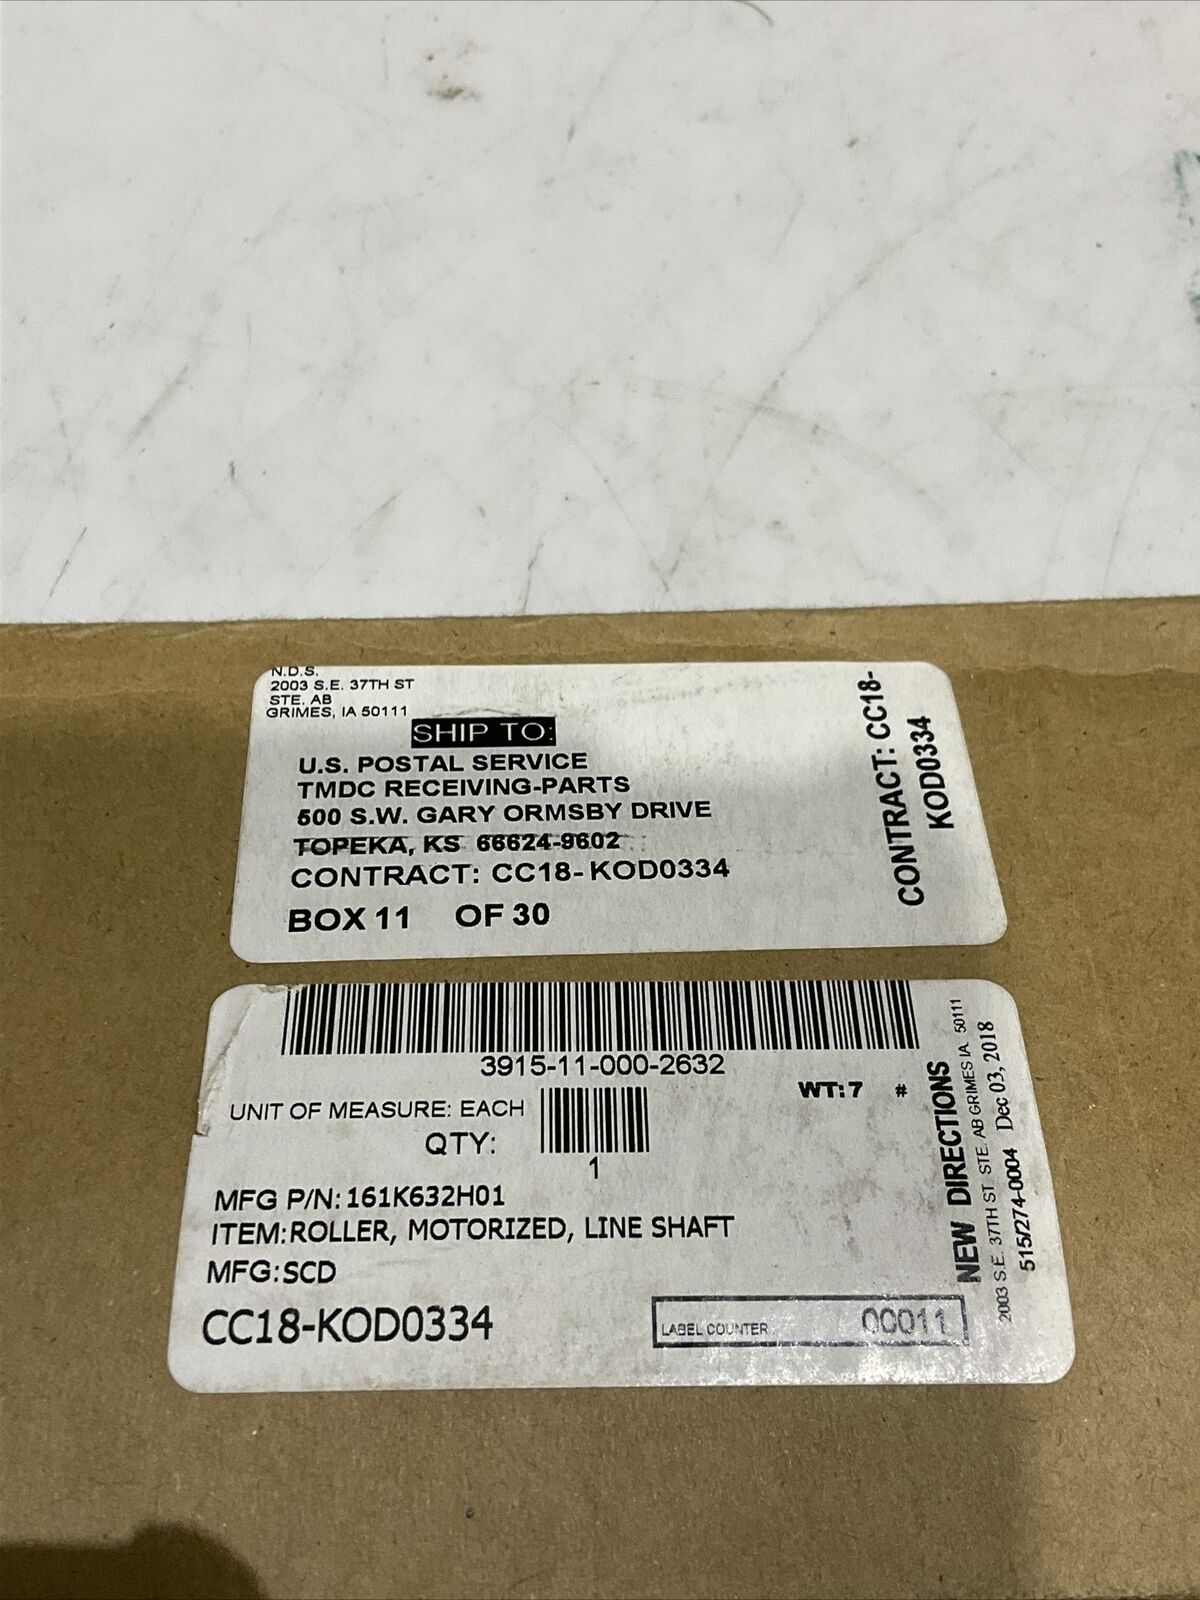 N.D.S.
2003 S.E. 37TH ST
STE. AB
GRIMES, IA 50111
SHIP TO:
U.S. POSTAL SERVICE
TMDC RECEIVING-PARTS
500 S.W. GARY ORMSBY DRIVE
TOPEKA, KS 66624-9602
CONTRACT: CC18-KOD0334
BOX 11 OF 30
CONTRACT: CC18-
KOD0334
3915-11-000-2632
WT:7 #
UNIT OF MEASURE: EACH
QTY:
1
MFG P/N:161K632H01
ITEM:ROLLER, MOTORIZED, LINE SHAFT
MFG:SCD
CC18-KOD0334
LABEL COUNTER 00011
NEW DIRECTIONS
2003 S.E. 37TH ST STE. AB GRIMES IA 50111
515/274-0004 Dec 03, 2018